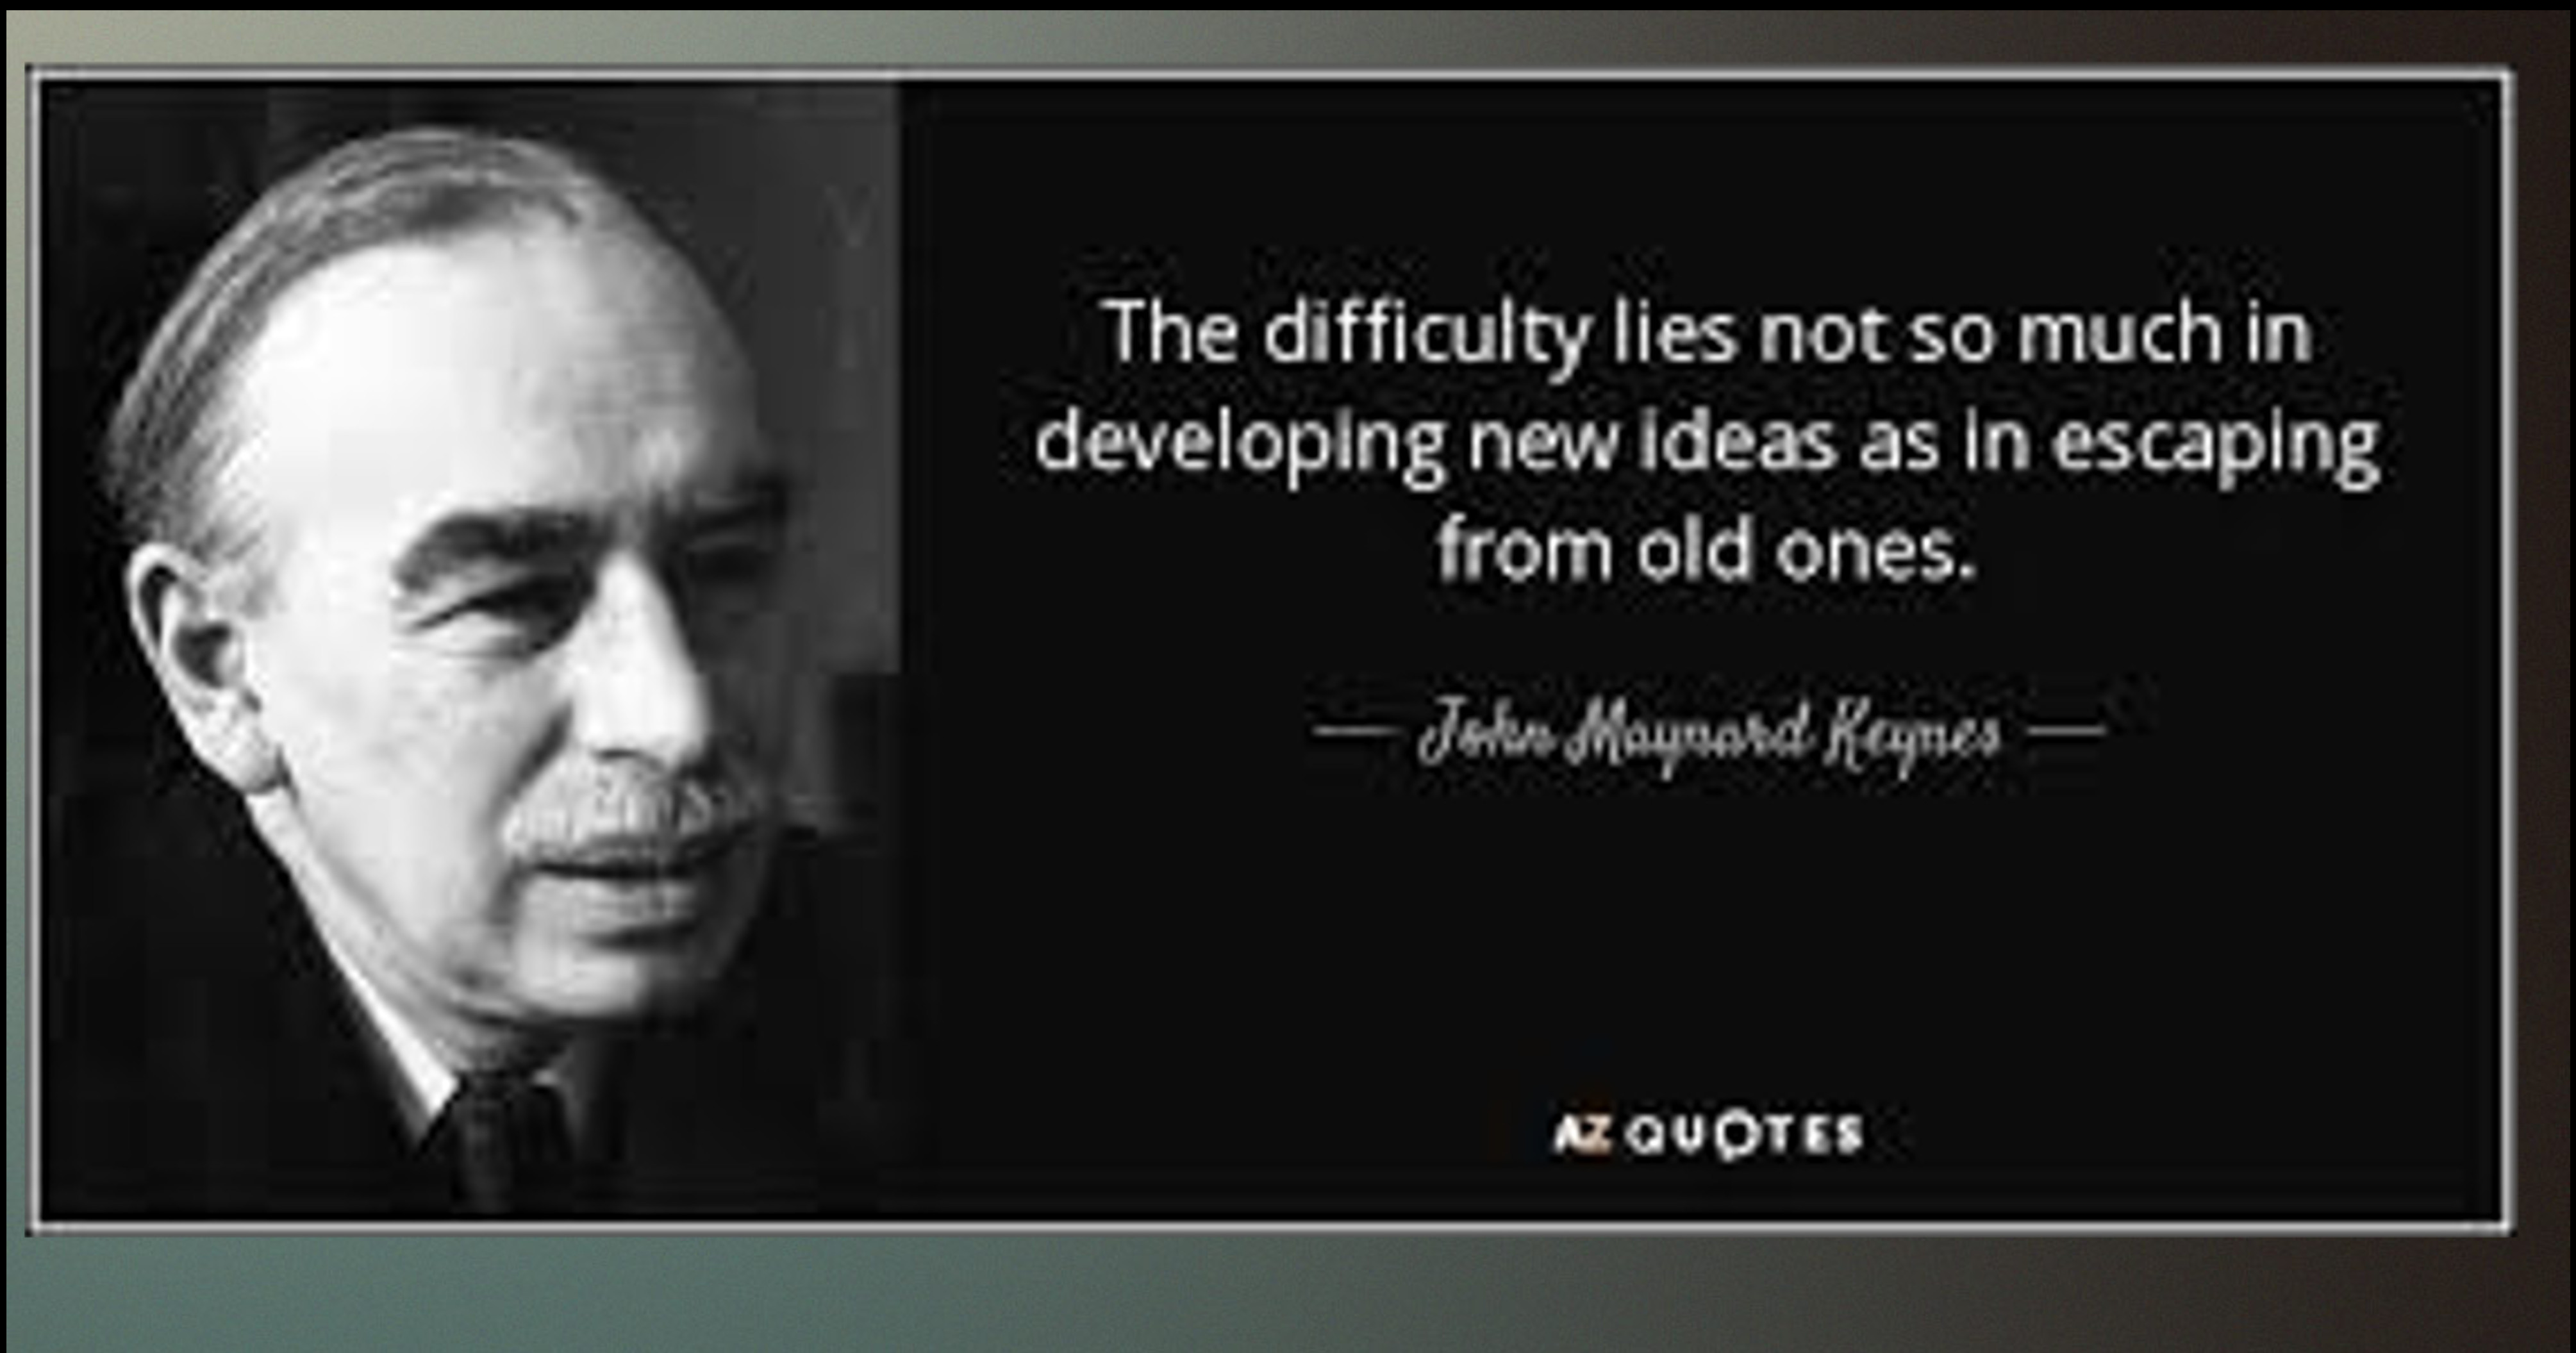 The difficulty lies not so much in
developing new ideas as in escaping
from old ones.
— John Maynard Keynes —
AZ QUOTES